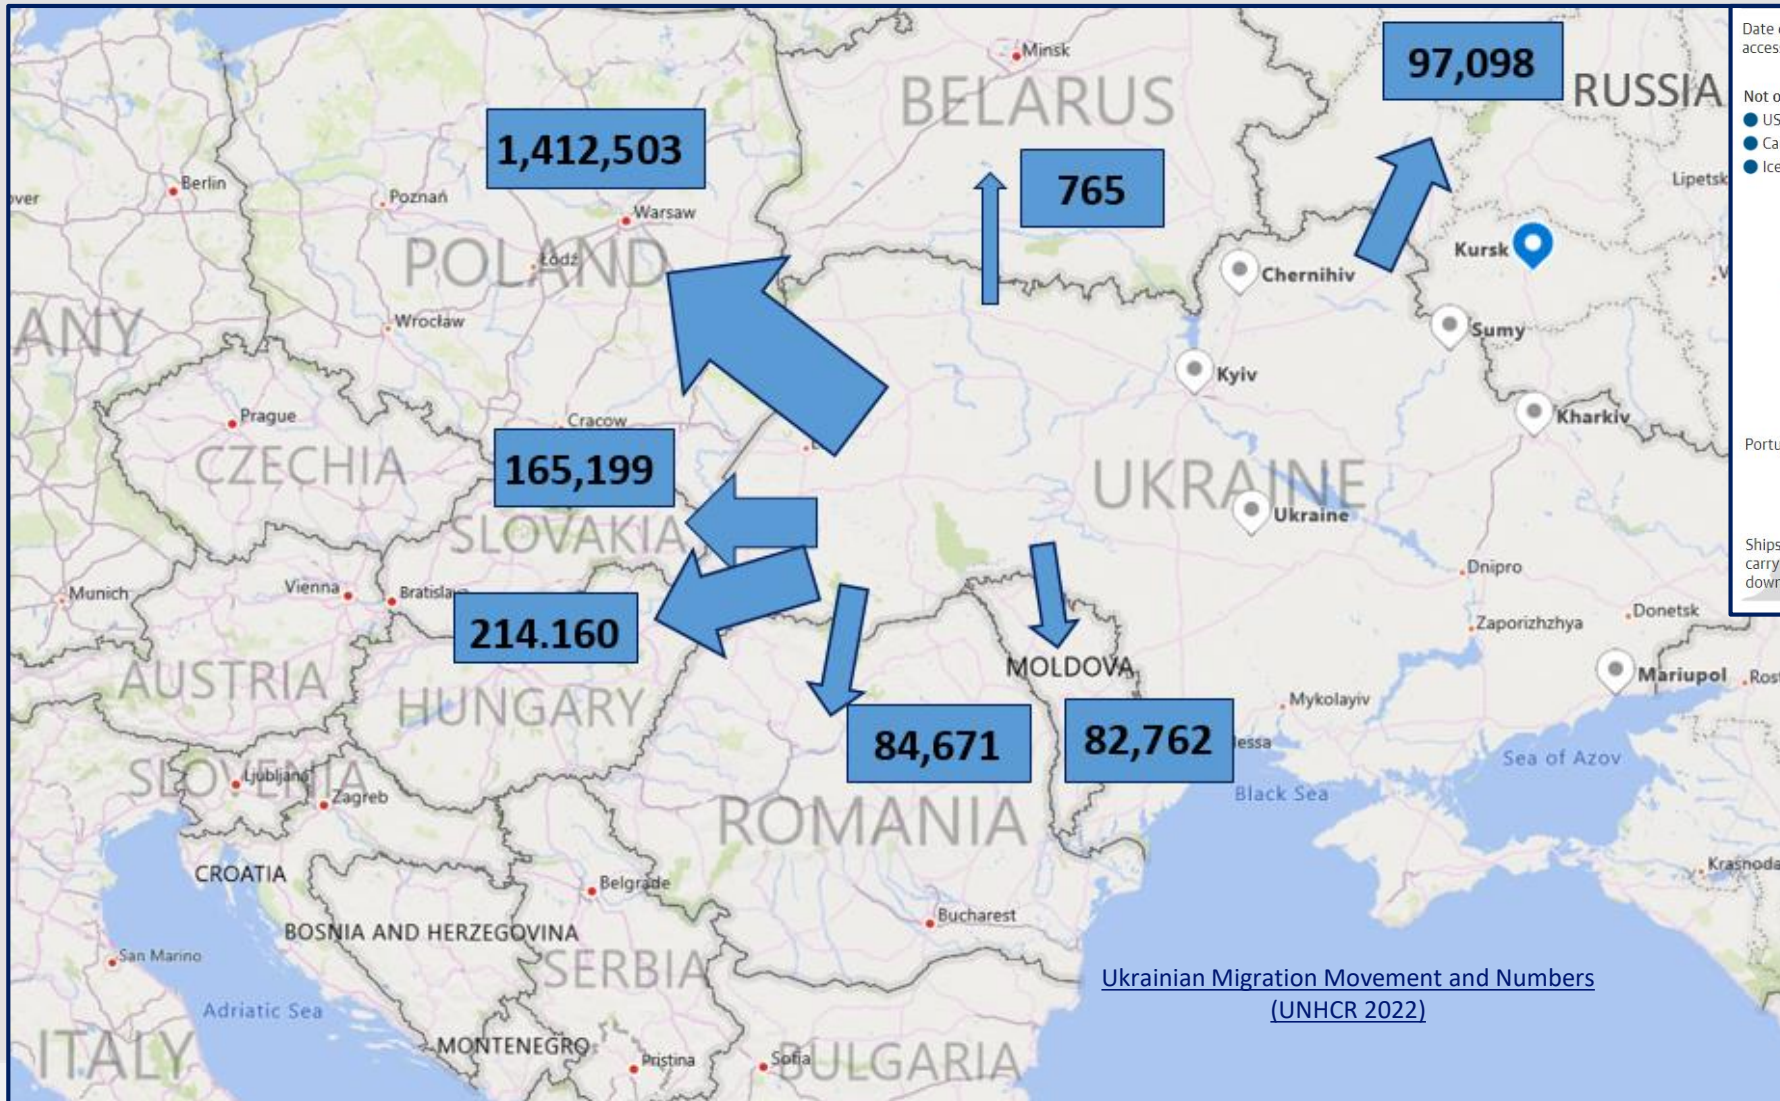 Minsk
BELARUS
97,098
RUSSIA
1,412,503
765
Berlin
Poznań
Warsaw
Lipetsk
POLAND
Łódź
Kursk
Chernihiv
Wrocław
Sumy
ANY
Kyiv
Prague
Cracow
Kharkiv
CZECHIA
165,199
UKRAINE
SLOVAKIA
Ukraine
Munich
Vienna
214.160
Dnipro
Donetsk
Zaporizhzhya
AUSTRIA
MOLDOVA
Mariupol
HUNGARY
Mykolayiv
84,671
82,762
SLOVENIA
Ljubljana
Zagreb
Sea of Azov
Black Sea
ROMANIA
CROATIA
Belgrade
Bucharest
BOSNIA AND HERZEGOVINA
SERBIA
San Marino
Adriatic Sea
Ukrainian Migration Movement and Numbers
(UNHCR 2022)
ITALY
MONTENEGRO
Pristina
Sofia
BULGARIA
Date
Not
Ships
carry
down